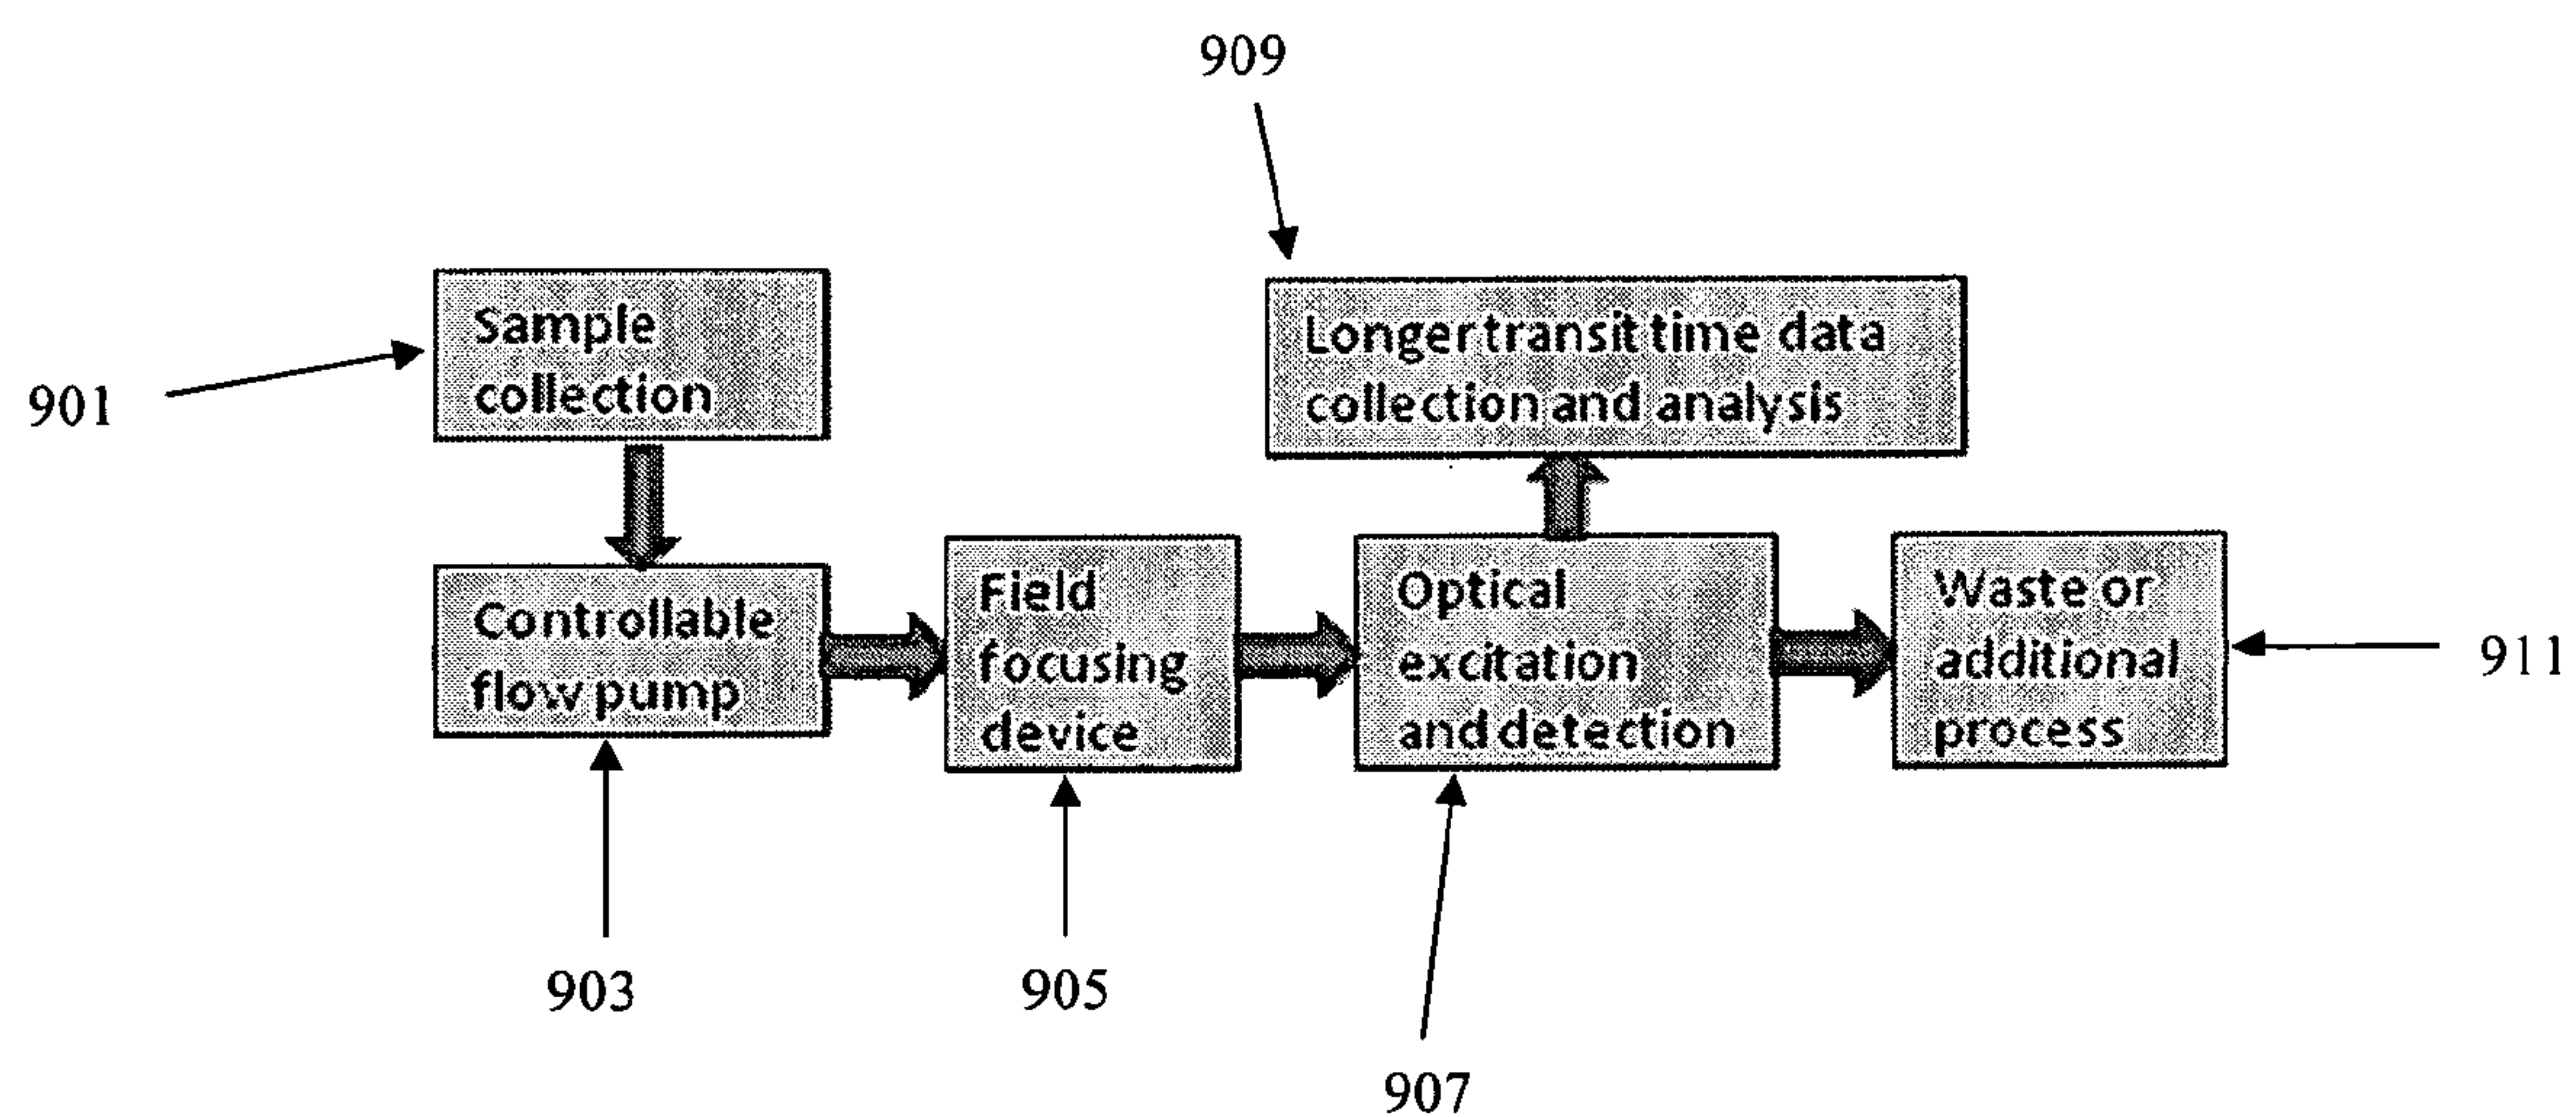 909
Sample
collection
Longer transit time data
collection and analysis
901
Controllable
flow pump
Field
focusing
device
Optical
excitation
and detection
Waste or
additional
process
911
903
905
907